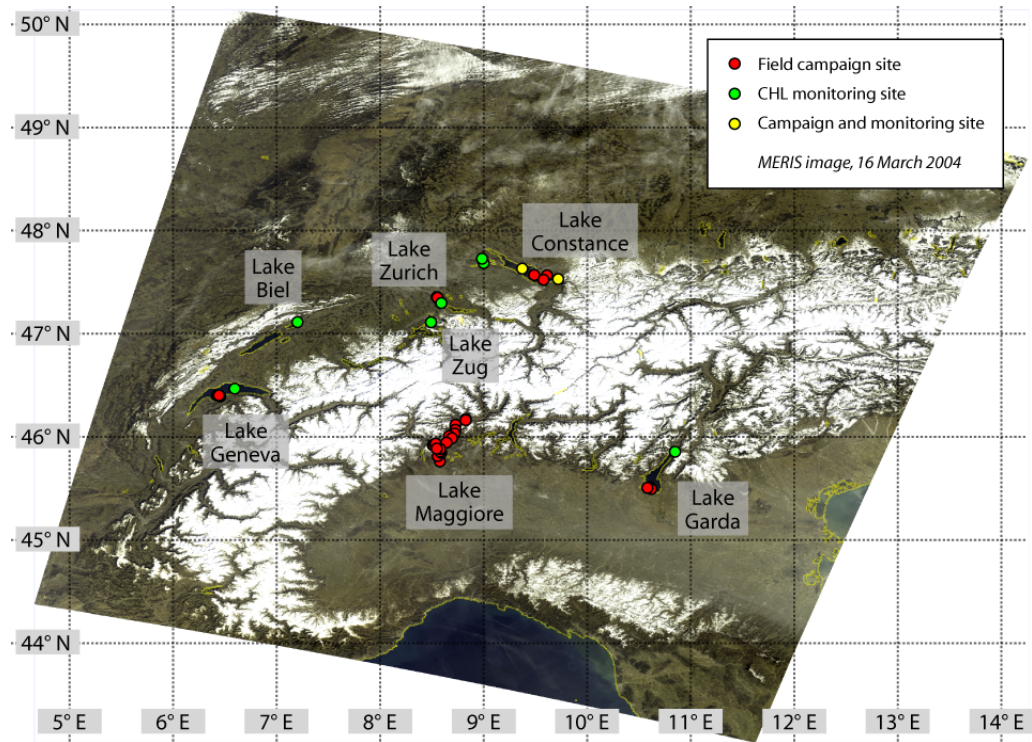 50° N
49° N
48° N
47° N
46° N
45° N
44° N
5° E
6° E
7° E
8° E
9° E
10° E
11° E
12° E
13° E
14° E
Field campaign site
CHL monitoring site
Campaign and monitoring site
MERIS image, 16 March 2004
Lake
Constance
Lake
Zurich
Lake
Biel
Lake
Zug
Lake
Geneva
Lake
Maggiore
Lake
Garda